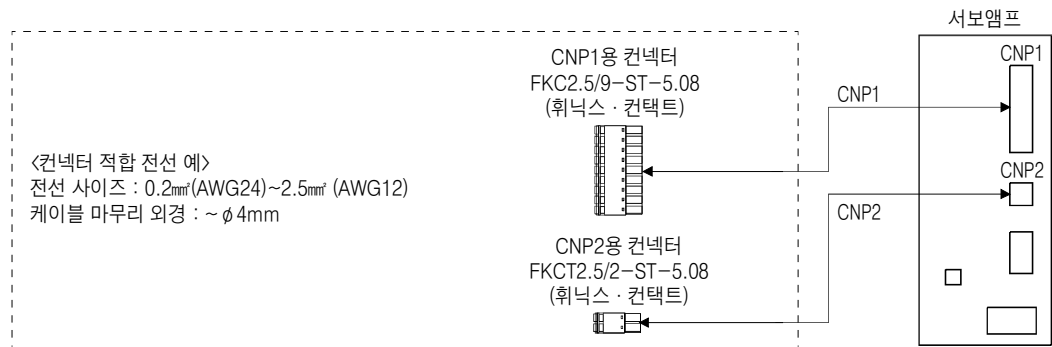 서보앰프
CNP1용 컨넥터
FKC2.5/9-ST-5.08
(휘닉스 · 컨택트)
CNP1
CNP1
<컨넥터 적합 전선 예>
전선 사이즈 : 0.2㎟(AWG24)~2.5㎟ (AWG12)
케이블 마무리 외경 : ~ φ4mm
CNP2
CNP2
CNP2용 컨넥터
FKCT2.5/2-ST-5.08
(휘닉스 · 컨택트)